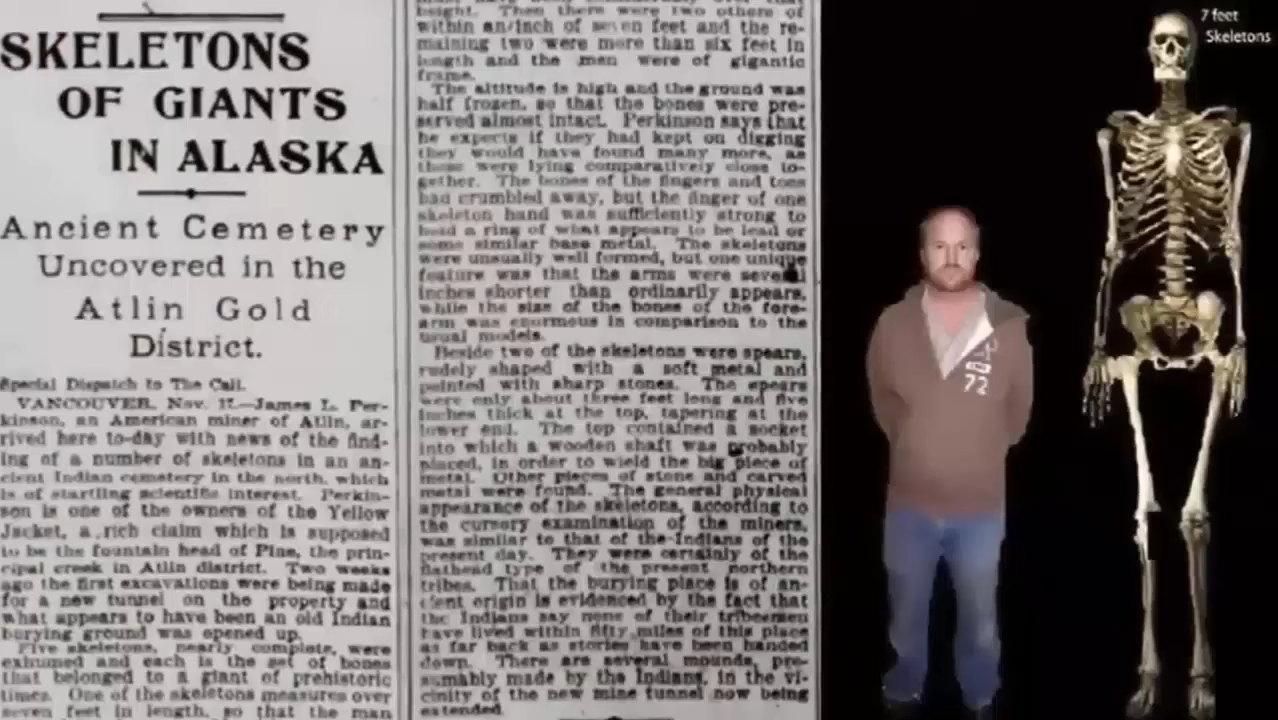 SKELETONS
OF GIANTS
IN ALASKA
Ancient Cemetery
Uncovered in the
Atlin Gold
District.
Special Dispatch to The Call.
VANCOUVER, Nov. 17.—James L. Per-
kinson, an American miner of Atlin, ar-
rived here to-day with news of the find-
ing of a number of skeletons in an an-
cient Indian cemetery in the north, which
is of startling scientific interest. Perkin-
son is one of the owners of the Yellow
Jacket, a rich claim which is supposed
to be the fountain head of Pine, the prin-
cipal creek in Atlin district. Two weeks
ago the first excavations were being made
for a new tunnel on the property and
what appears to have been an old Indian
burying ground was opened up.
Five skeletons, nearly complete, were
exhumed and each is the set of bones
that belonged to a giant of prehistoric
times. One of the skeletons measures over
seven feet in length, so that the man
must have been considerably over that
height. Then there were two others of
within an inch of seven feet and the re-
maining two were more than six feet in
length and the men were of gigantic
frame.
The altitude is high and the ground was
half frozen, so that the bones were pre-
served almost intact. Perkinson says that
he expects if they had kept on digging
they would have found many more, as
these were lying comparatively close to-
gether. The bones of the fingers and toes
had crumbled away, but the finger of one
skeleton hand was sufficiently strong to
hold a ring of what appears to be lead or
some similar base metal. The skeletons
were unusually well formed, but one unique
feature was that the arms were several
inches shorter than ordinarily appears,
while the size of the bones of the fore-
arm was enormous in comparison to the
usual models.
Beside two of the skeletons were spears,
rudely shaped with a soft metal and
pointed with sharp stones. The spears
were only about three feet long and five
inches thick at the top, tapering at the
lower end. The top contained a socket
into which a wooden shaft was probably
placed, in order to wield the big piece of
metal. Other pieces of stone and carved
metal were found. The general physical
appearance of the skeletons, according to
the cursory examination of the miners,
was similar to that of the Indians of the
present day. They were certainly of the
flathead type of the present northern
tribes. That the burying place is of an-
cient origin is evidenced by the fact that
the Indians say none of their tribesmen
have lived within fifty miles of this place
as far back as stories have been handed
down. There are several mounds, pre-
sumably made by the Indians, in the vi-
cinity of the new mine tunnel now being
extended.
7 feet
Skeletons
72